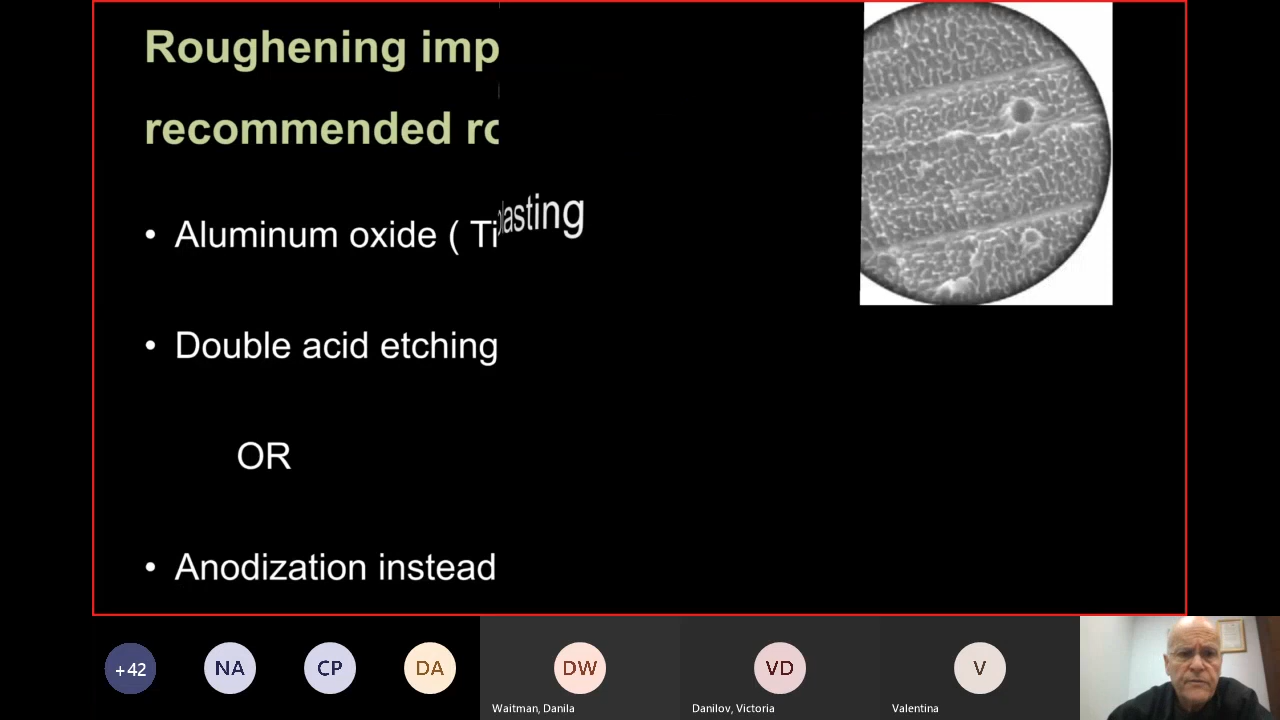 Roughening imp
recommended ro
• Aluminum oxide ( Ti
lasting
• Double acid etching
OR
• Anodization instead
+42
NA
CP
DA
DW
VD
V
Waitman, Danila
Danilov, Victoria
Valentina